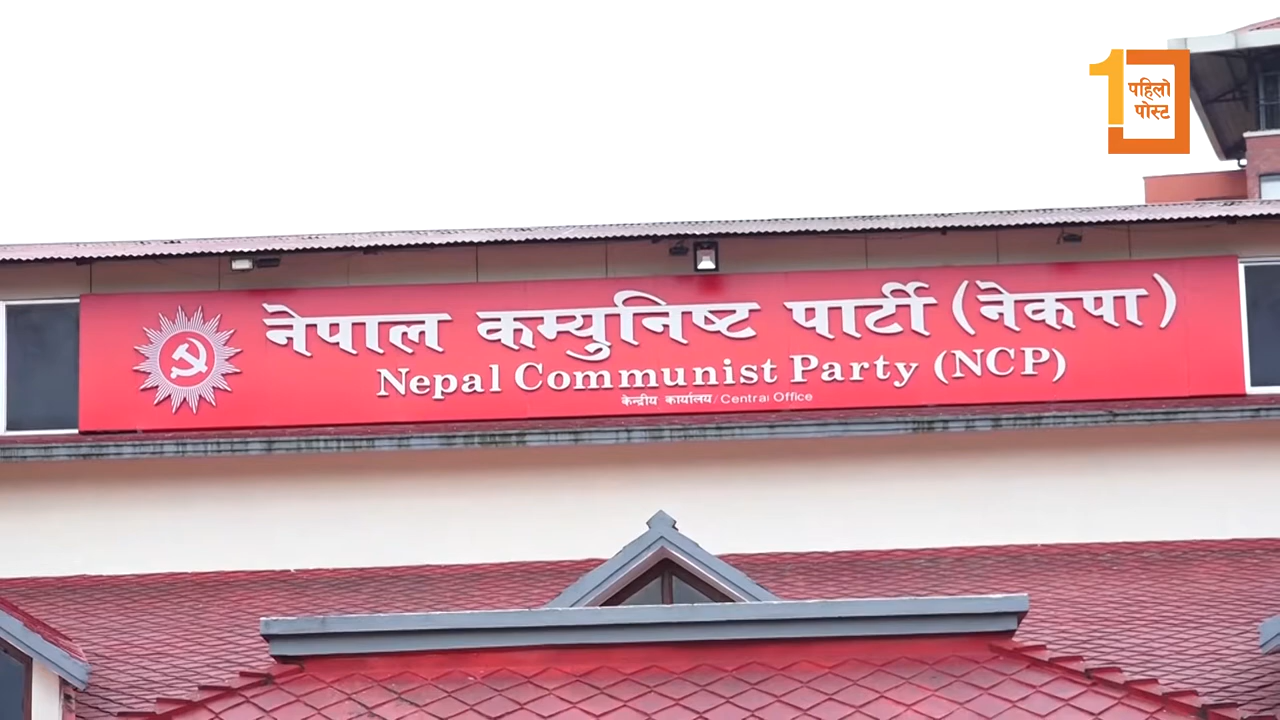 पहिलो
पोस्ट
नेपाल कम्युनिष्ट पार्टी (नेकपा)
Nepal Communist Party (NCP)
केन्द्रीय कार्यालय/Central Office